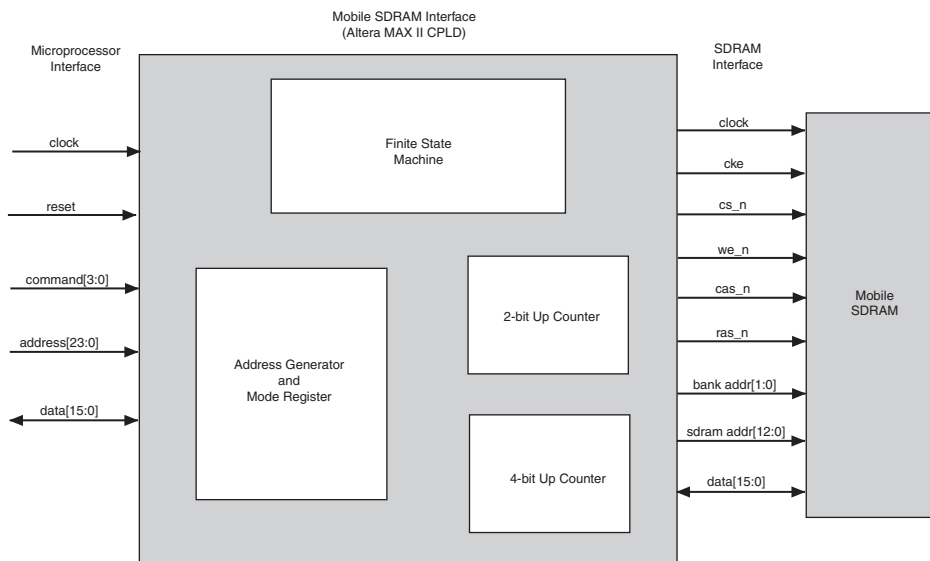 Mobile SDRAM Interface
(Altera MAX II CPLD)
Microprocessor
Interface
SDRAM
Interface
clock
reset
command[3:0]
address[23:0]
data[15:0]
Finite State
Machine
Address Generator
and
Mode Register
2-bit Up Counter
4-bit Up Counter
clock
cke
cs_n
we_n
cas_n
ras_n
bank addr[1:0]
sdram addr[12:0]
data[15:0]
Mobile
SDRAM